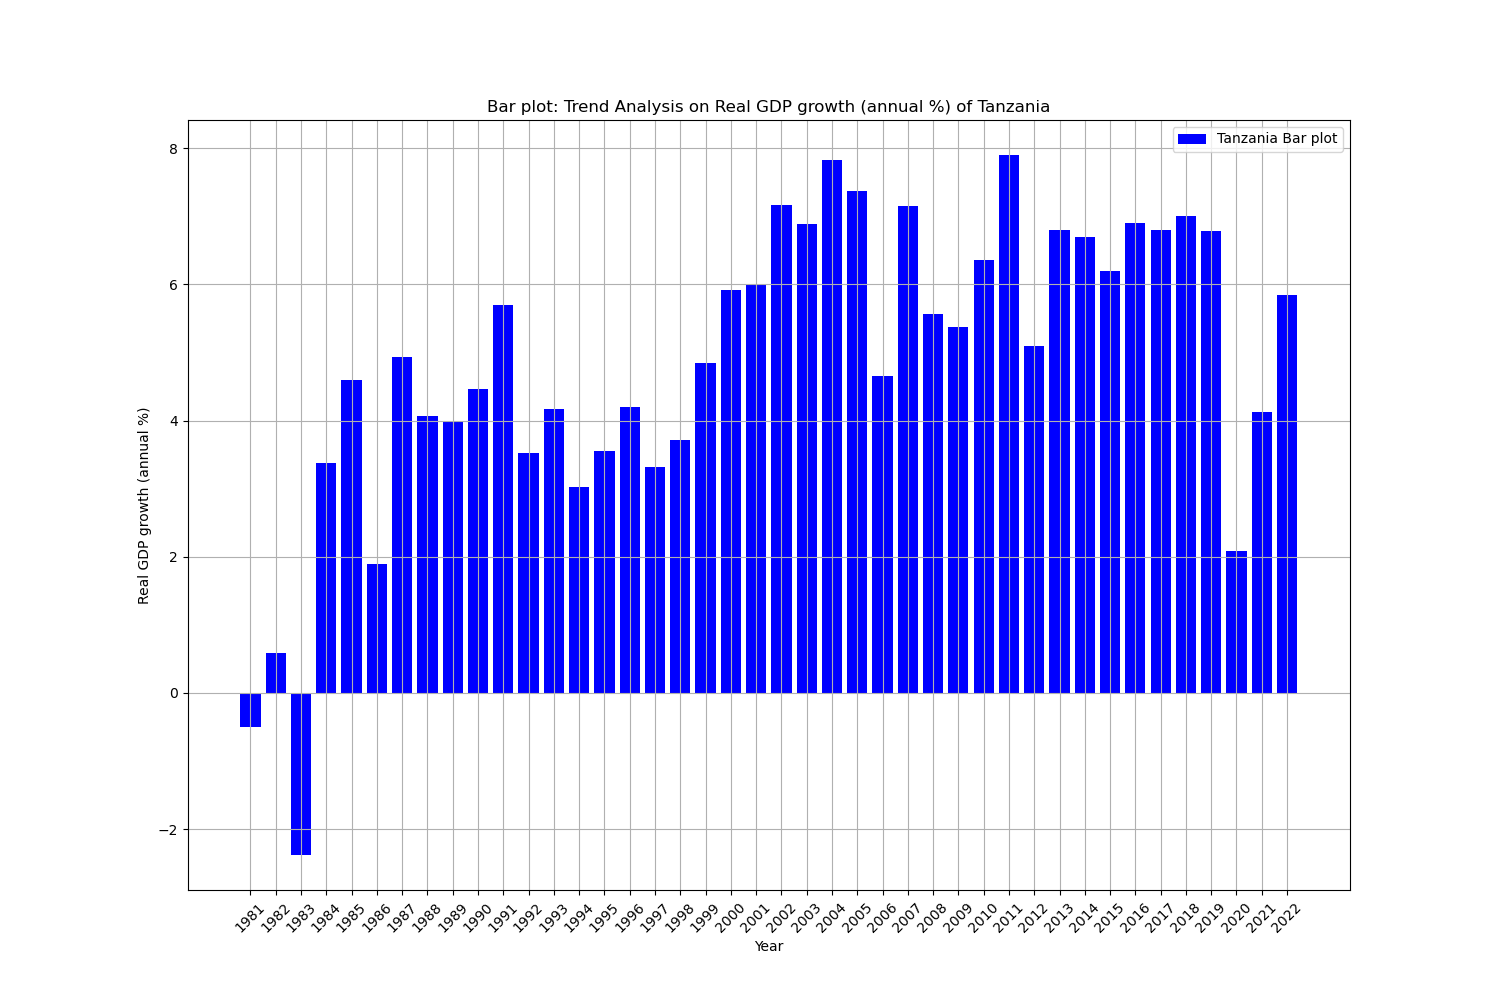 Bar plot: Trend Analysis on Real GDP growth (annual %) of Tanzania
Tanzania Bar plot
8
6
4
2
0
−2
Real GDP growth (annual %)
1981 1982 1983 1984 1985 1986 1987 1988 1989 1990 1991 1992 1993 1994 1995 1996 1997 1998 1999 2000 2001 2002 2003 2004 2005 2006 2007 2008 2009 2010 2011 2012 2013 2014 2015 2016 2017 2018 2019 2020 2021 2022
Year